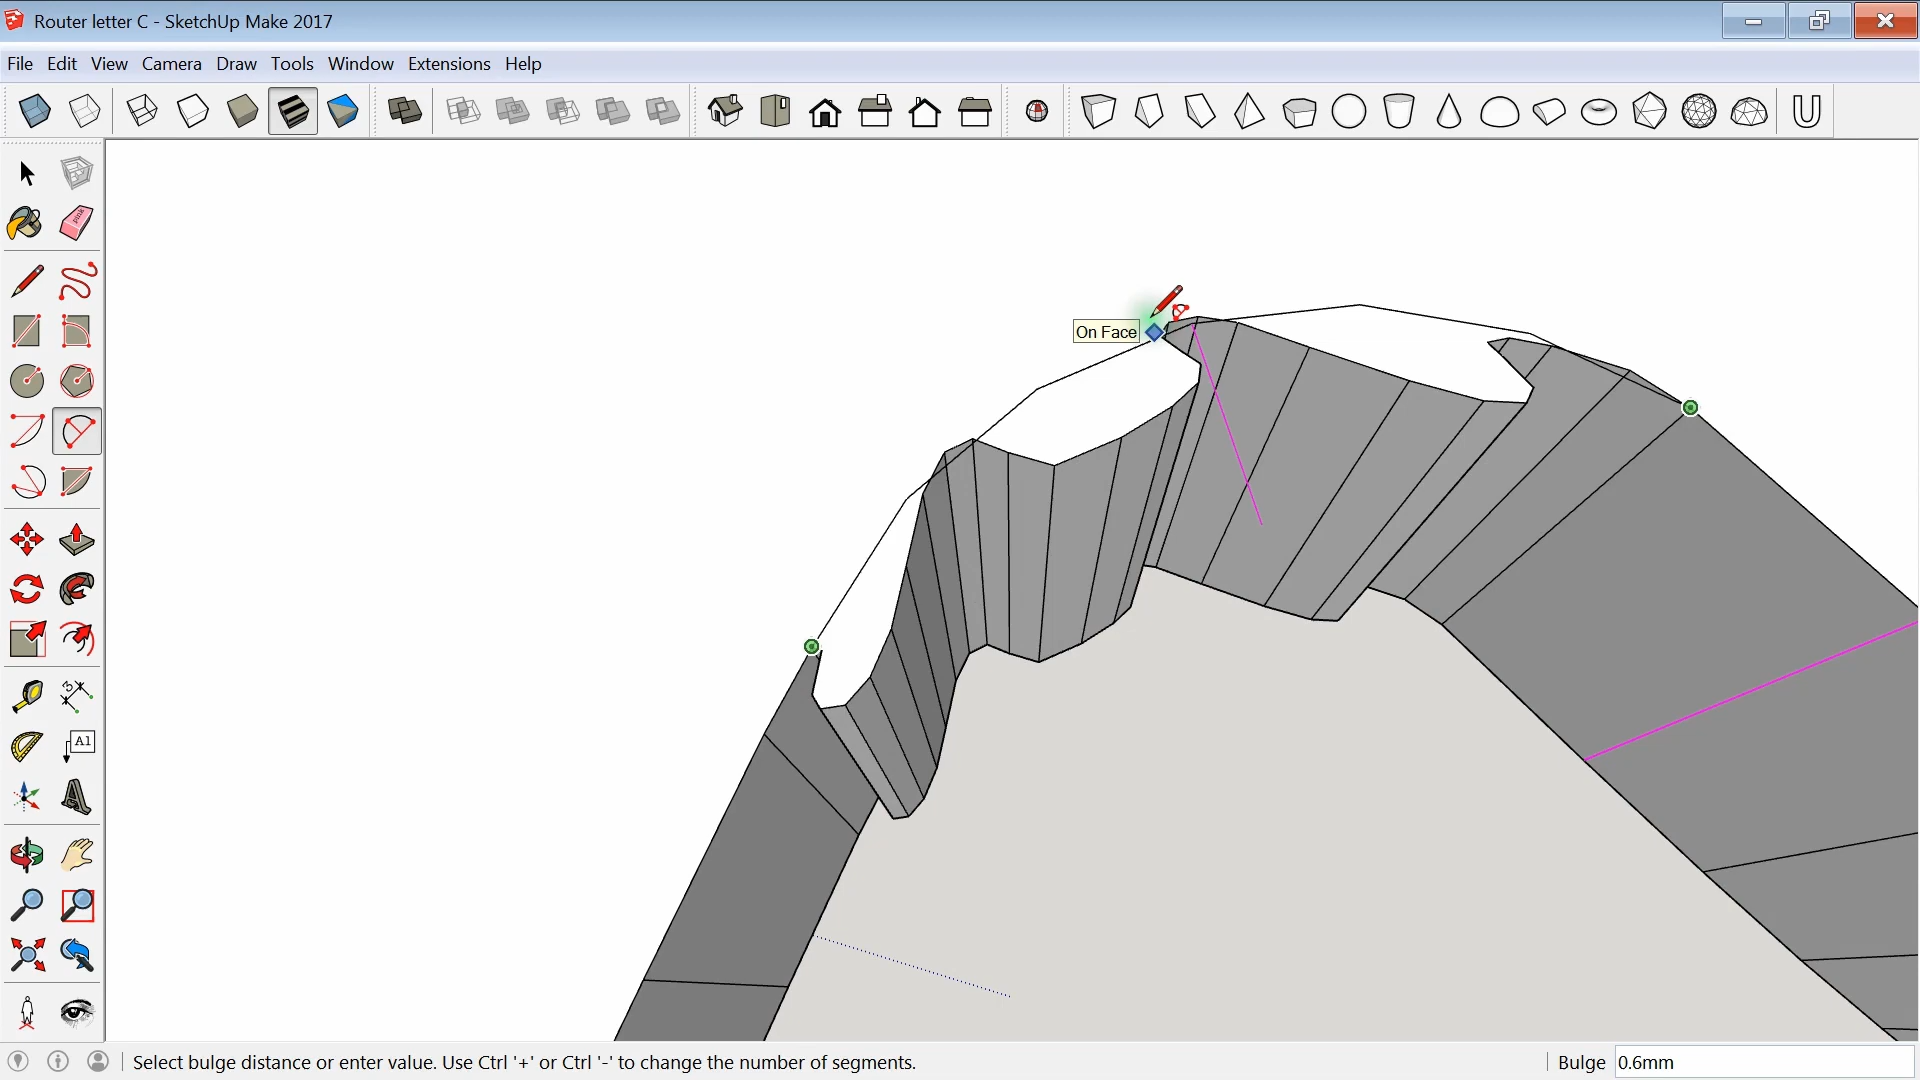 Router letter C - SketchUp Make 2017
File Edit View Camera Draw Tools Window Extensions Help
On Face
A1
Select bulge distance or enter value. Use Ctrl '+' or Ctrl '-' to change the number of segments.
Bulge 0.6mm